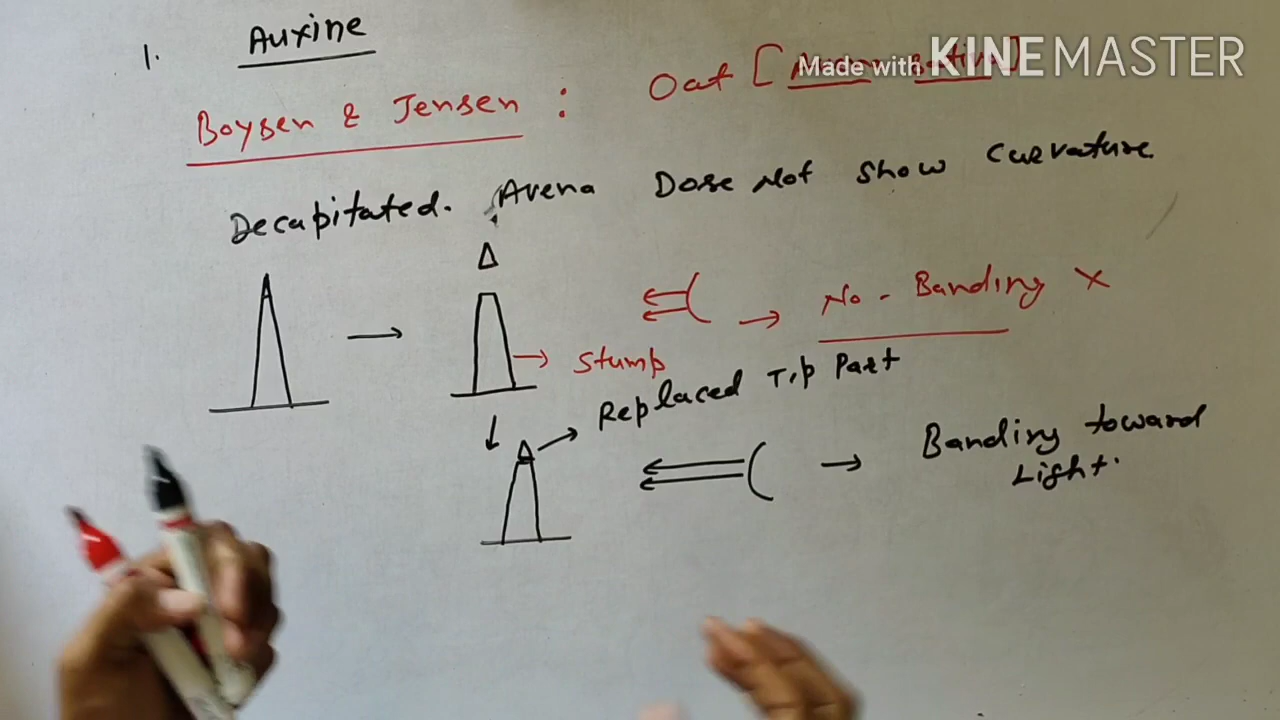 1. Auxine
Boysen & Jensen : Oat [
Made with KINEMASTER
Decapitated. Avena Dose Not Show Curvature
No - Banding X
Stump
Replaced Tip Part
Banding toward
Light.